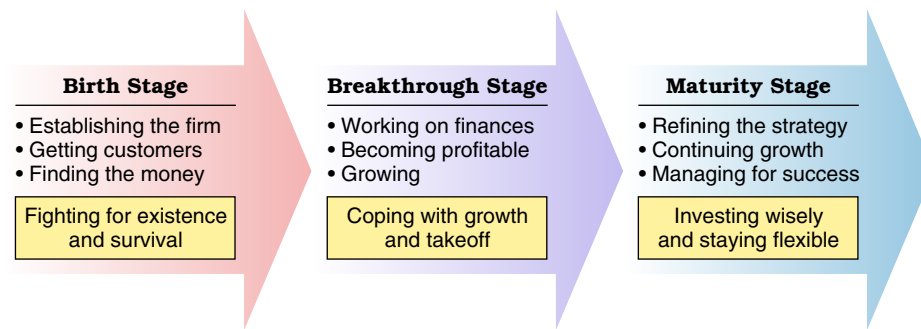 Birth Stage
• Establishing the firm
• Getting customers
• Finding the money
Fighting for existence
and survival
Breakthrough Stage
• Working on finances
• Becoming profitable
• Growing
Coping with growth
and takeoff
Maturity Stage
• Refining the strategy
• Continuing growth
• Managing for success
Investing wisely
and staying flexible